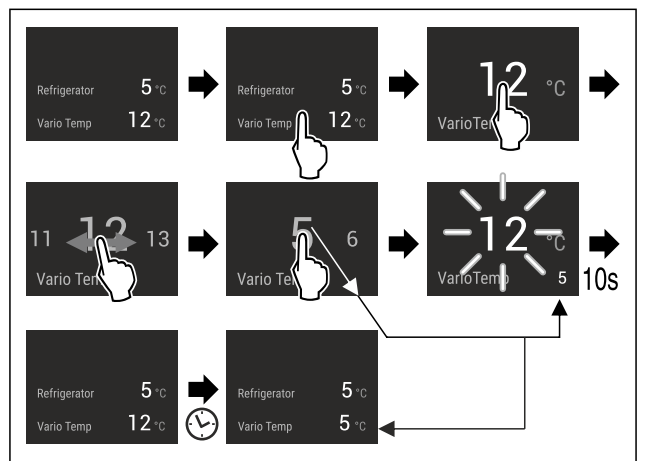 Refrigerator 5 °C
Vario Temp 12 °C
Refrigerator 5 °C
Vario Temp 12 °C
12 °C
VarioTemp
11 12 13
Vario Temp
5 6
Vario Temp
12 °C
VarioTemp 5
10s
Refrigerator 5 °C
Vario Temp 12 °C
Refrigerator 5 °C
Vario Temp 5 °C